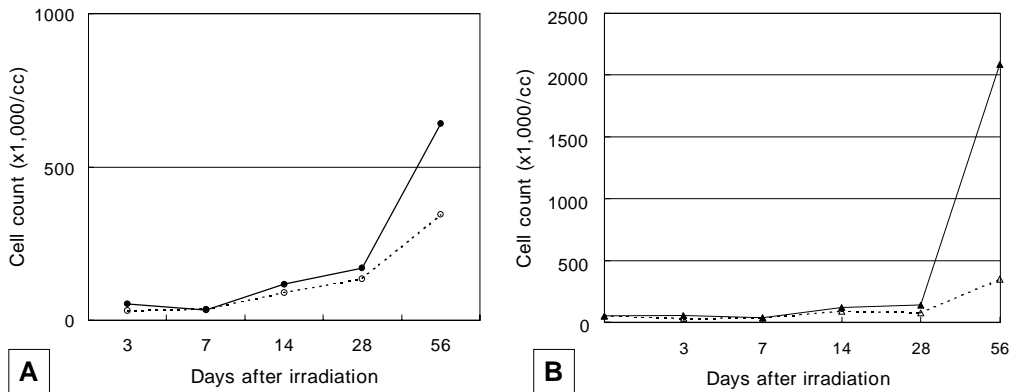 Cell count (x1,000/cc)
1000
500
0
3 7 14 28 56
Days after irradiation
A
Cell count (x1,000/cc)
2500
2000
1500
1000
500
0
3 7 14 28 56
Days after irradiation
B